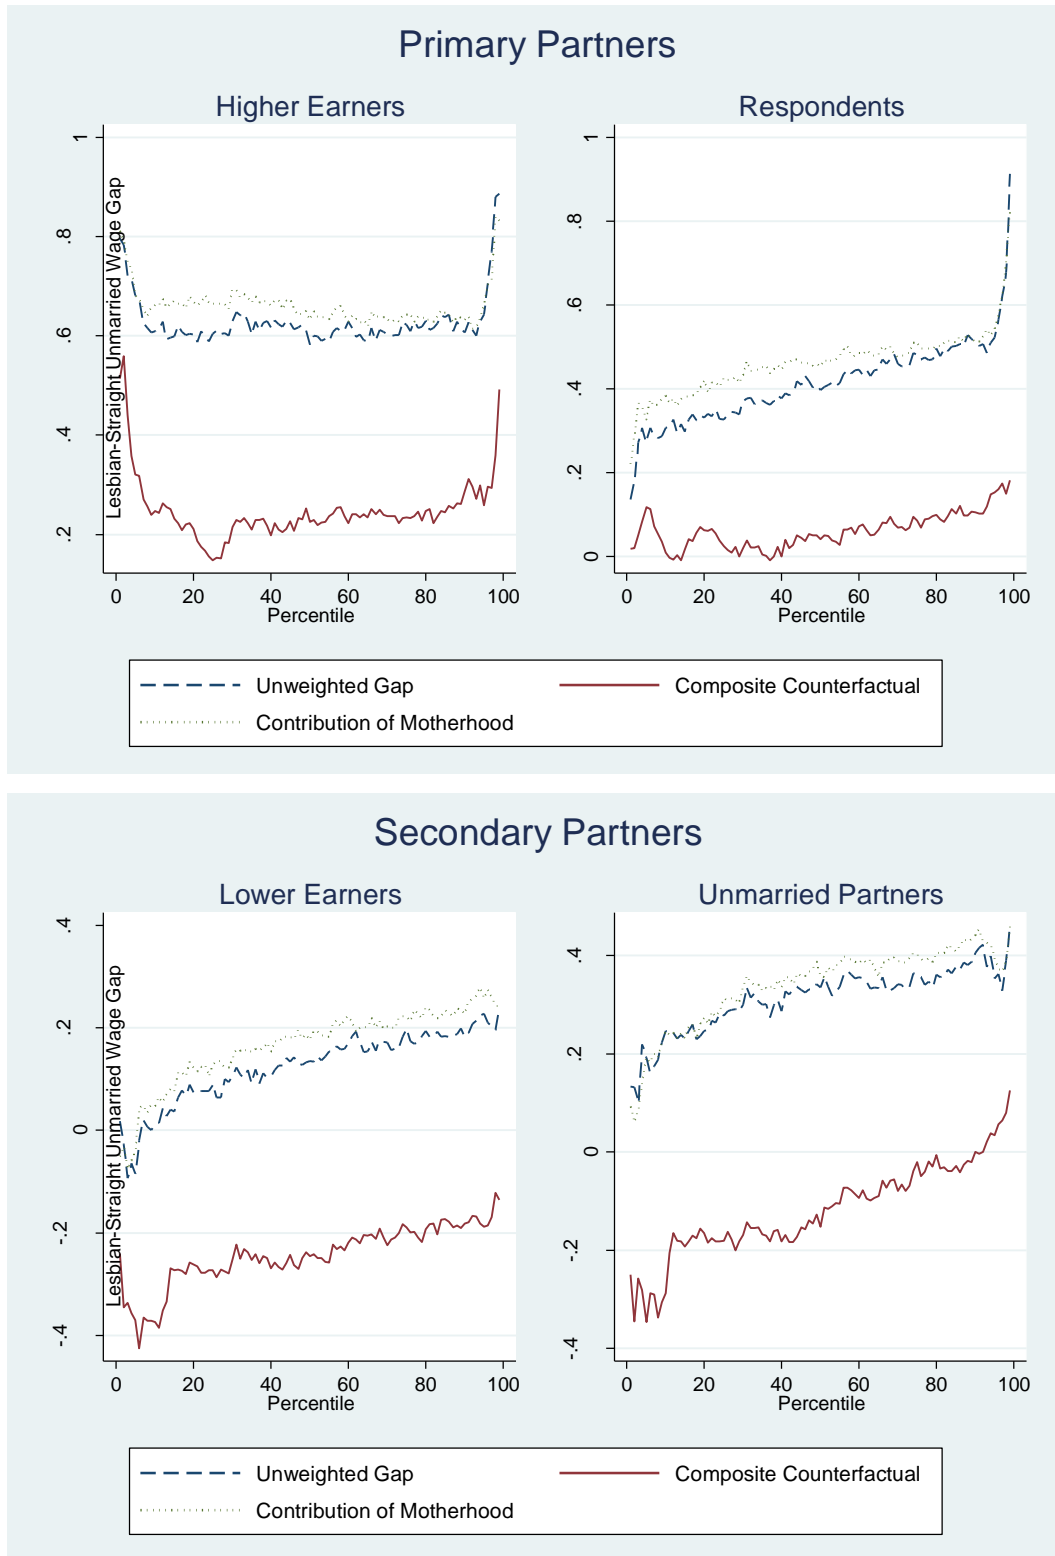 Primary Partners
Higher Earners
Respondents
Lesbian-Straight Unmarried Wage Gap
1
.8
.6
.4
.2
0 20 40 60 80 100
Percentile
1
.8
.6
.4
.2
0
0 20 40 60 80 100
Percentile
Unweighted Gap
Composite Counterfactual
Contribution of Motherhood
Secondary Partners
Lower Earners
Unmarried Partners
Lesbian-Straight Unmarried Wage Gap
.4
.2
0
-.2
-.4
0 20 40 60 80 100
Percentile
.4
.2
0
-.2
-.4
0 20 40 60 80 100
Percentile
Unweighted Gap
Composite Counterfactual
Contribution of Motherhood